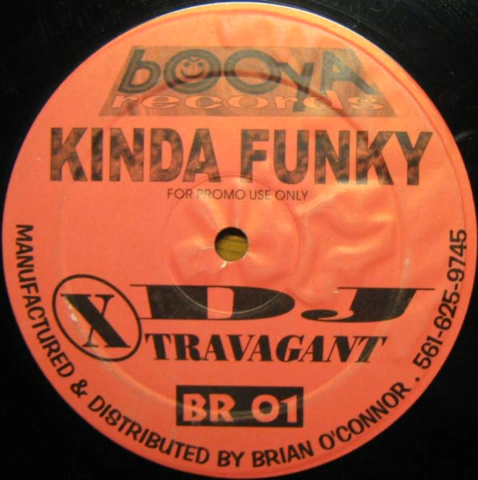 booyA
records
KINDA FUNKY
FOR PROMO USE ONLY
DJ
X TRAVAGANT
BR 01
MANUFACTURED & DISTRIBUTED BY BRIAN O'CONNOR . 561-625-9745